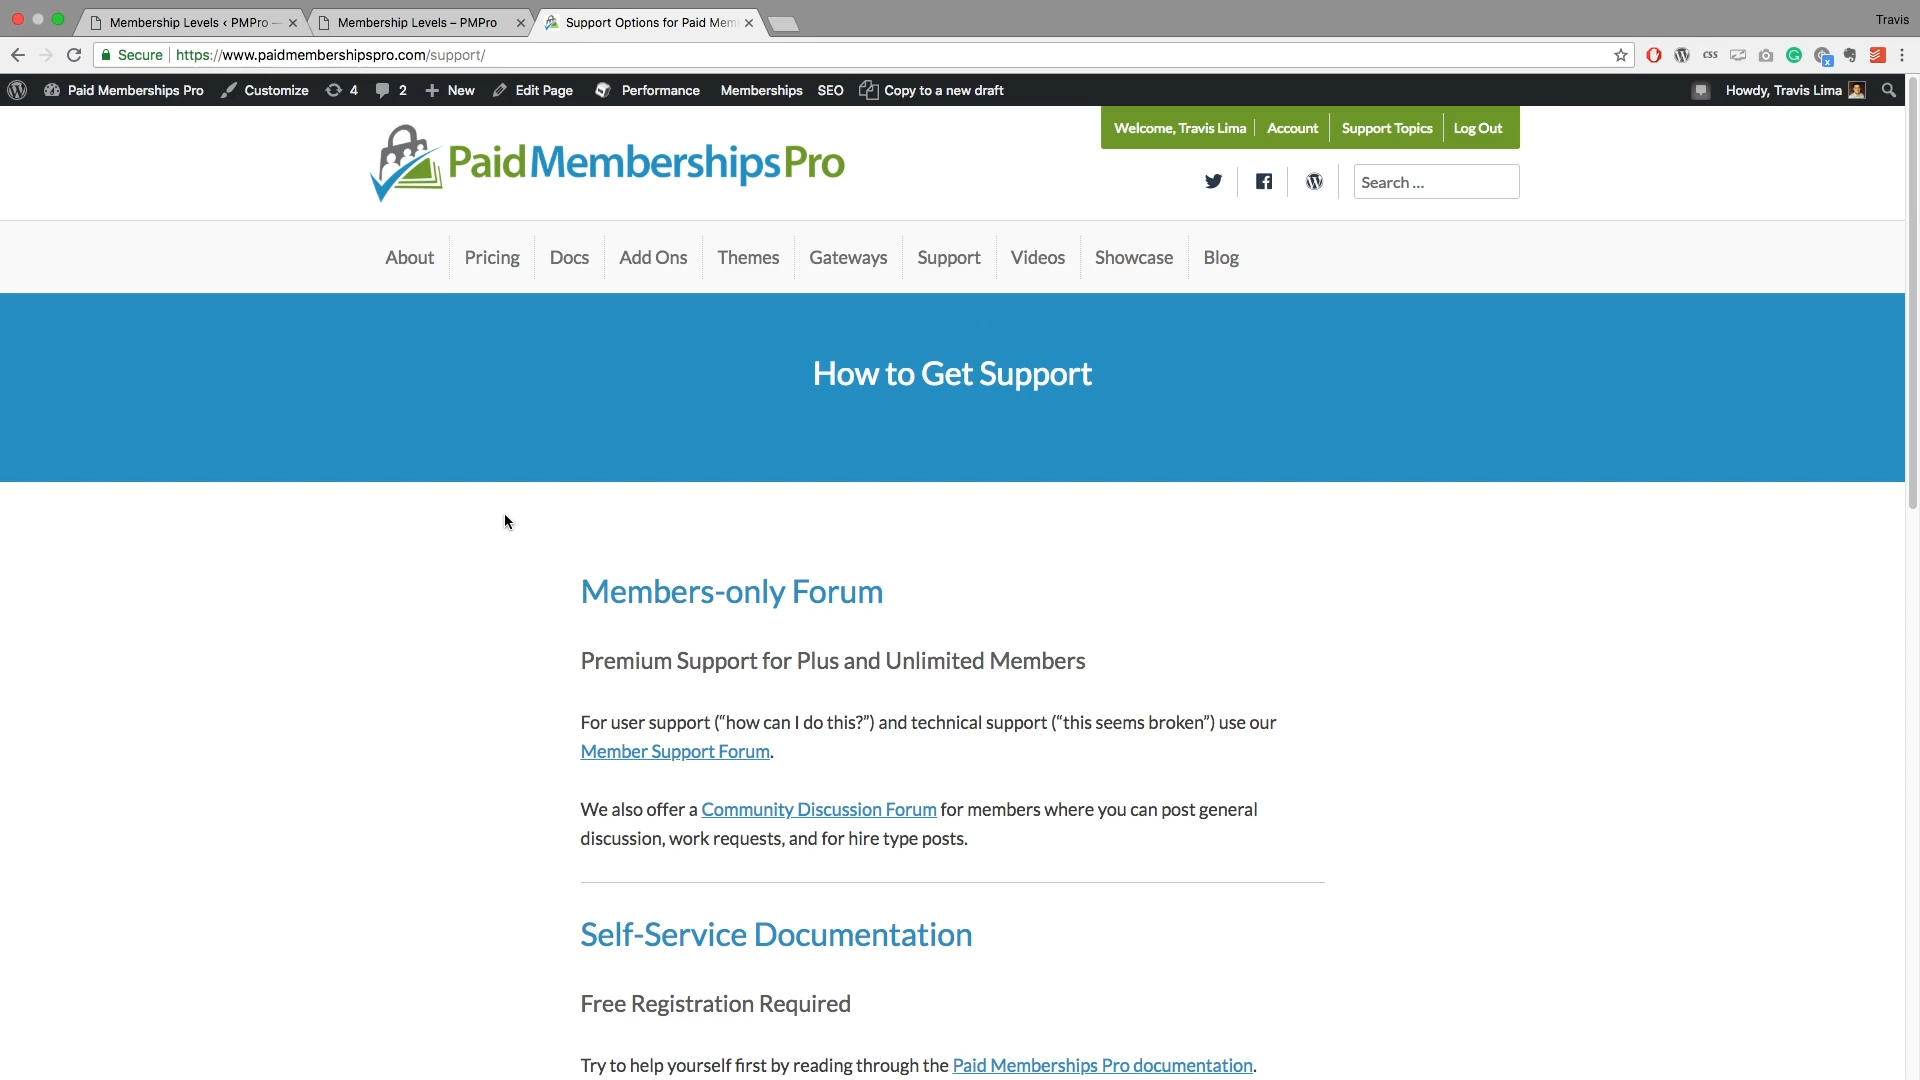 Travis
Membership Levels ‹ PMPro —
Membership Levels – PMPro
Support Options for Paid Mem
Secure
https://www.paidmembershipspro.com/support/
css
Paid Memberships Pro
Customize
4
2
New
Edit Page
Performance
Memberships
SEO
Copy to a new draft
Howdy, Travis Lima
Welcome, Travis Lima
Account
Support Topics
Log Out
PaidMembershipsPro
Search ...
About
Pricing
Docs
Add Ons
Themes
Gateways
Support
Videos
Showcase
Blog
How to Get Support
Members-only Forum
Premium Support for Plus and Unlimited Members
For user support (“how can I do this?”) and technical support (“this seems broken”) use our
Member Support Forum.
We also offer a Community Discussion Forum for members where you can post general
discussion, work requests, and for hire type posts.
Self-Service Documentation
Free Registration Required
Try to help yourself first by reading through the Paid Memberships Pro documentation.